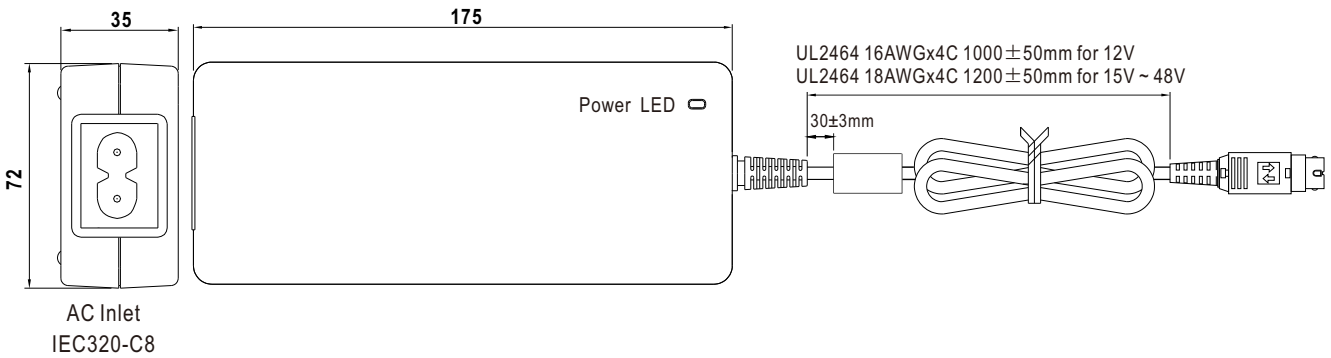 35
175
UL2464 16AWGx4C 1000±50mm for 12V
UL2464 18AWGx4C 1200±50mm for 15V ~ 48V
Power LED
30±3mm
72
AC Inlet
IEC320-C8